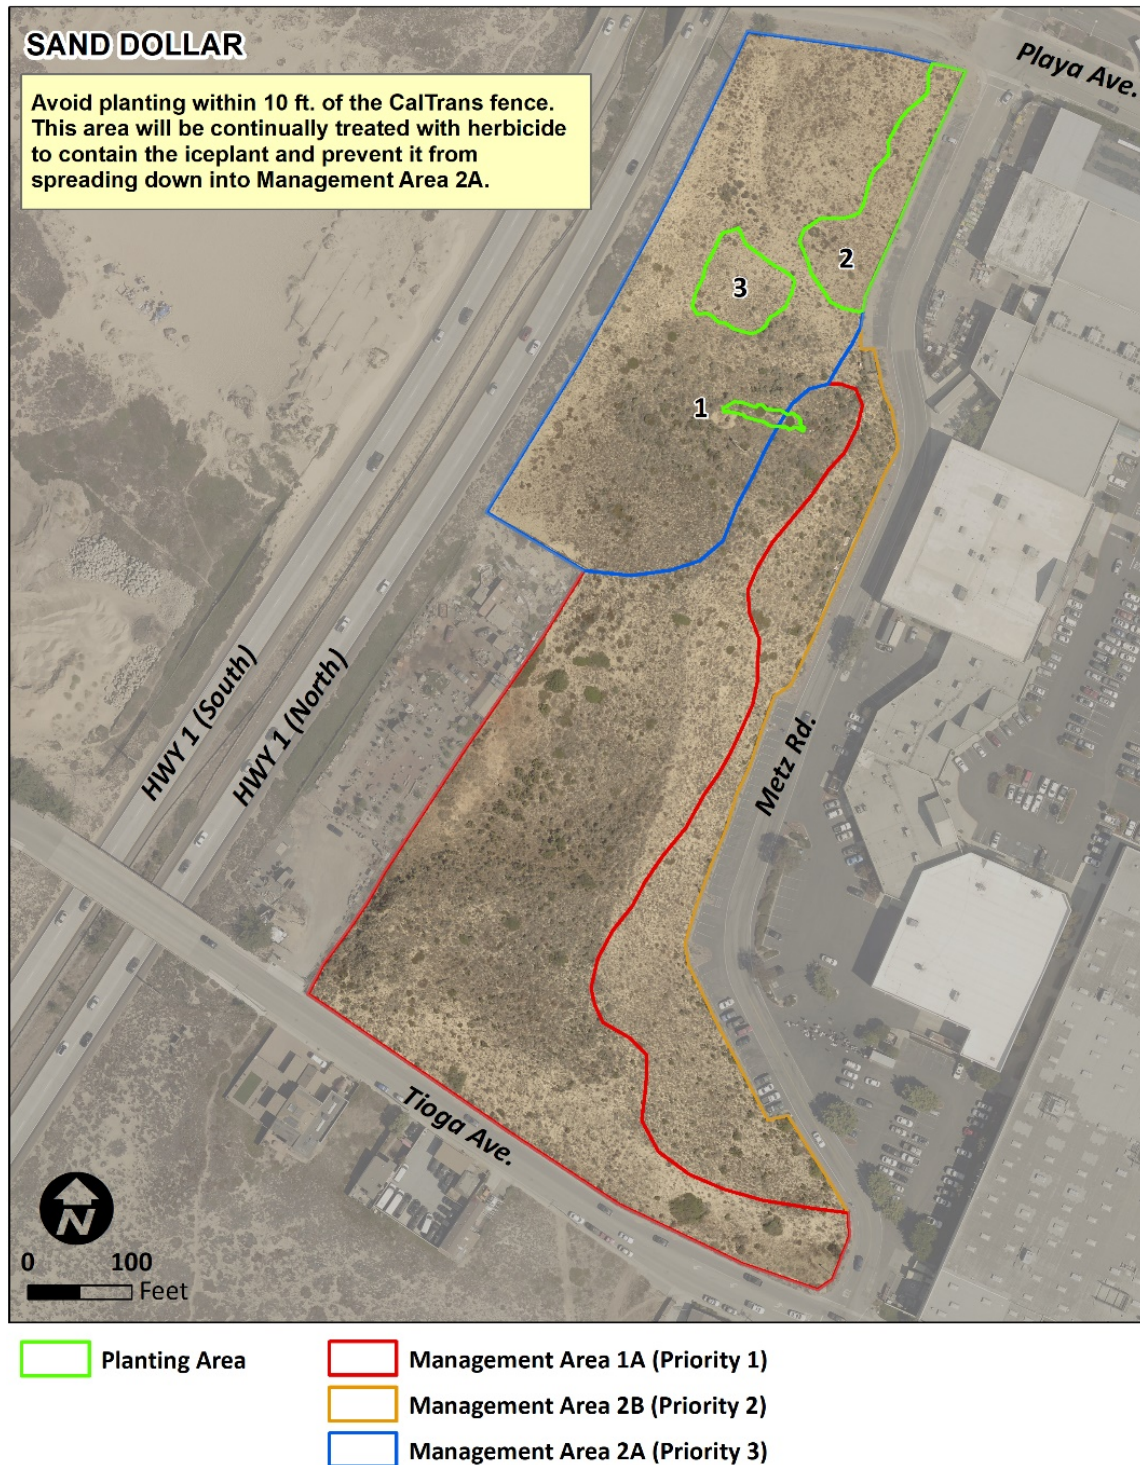 SAND DOLLAR
Avoid planting within 10 ft. of the CalTrans fence.
This area will be continually treated with herbicide
to contain the iceplant and prevent it from
spreading down into Management Area 2A.
Playa Ave.
2
3
1
HWY 1 (South)
HWY 1 (North)
Metz Rd.
Tioga Ave.
N
0 100
Feet
Planting Area
Management Area 1A (Priority 1)
Management Area 2B (Priority 2)
Management Area 2A (Priority 3)